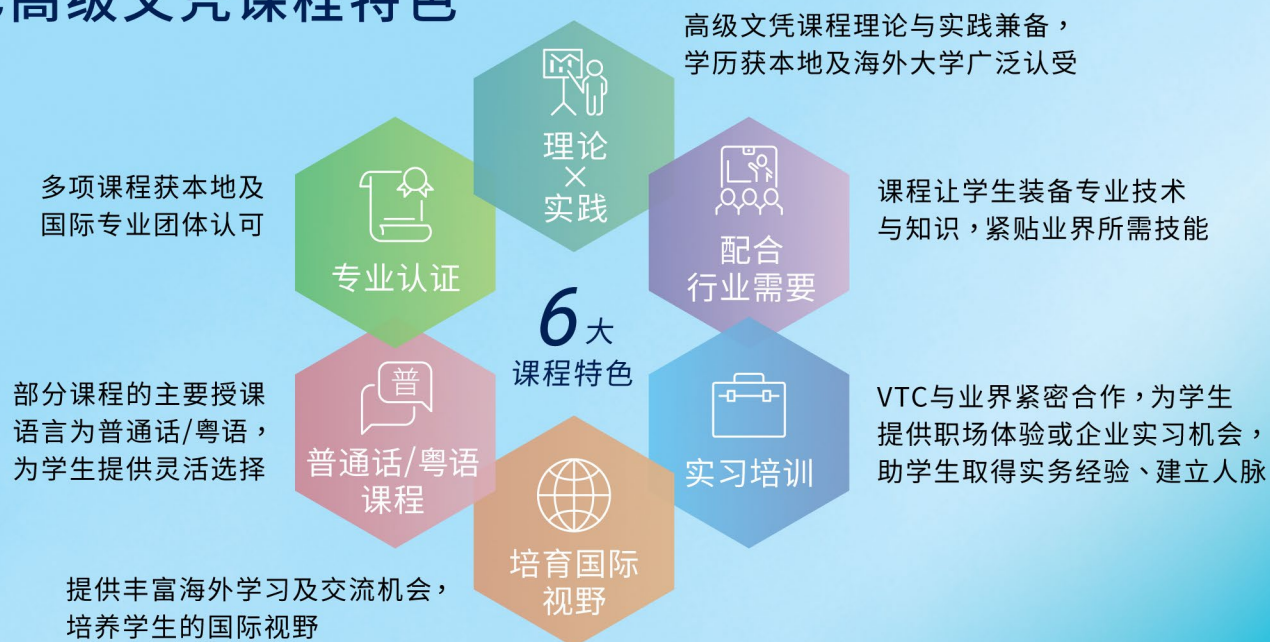 高级文凭课程特色
高级文凭课程理论与实践兼备，
学历获本地及海外大学广泛认受
理论
×
实践
多项课程获本地及
国际专业团体认可
专业认证
配合
行业需要
课程让学生装备专业技术
与知识，紧贴业界所需技能
6大
课程特色
部分课程的主要授课
语言为普通话/粤语，
为学生提供灵活选择
普
普通话/粤语
课程
实习培训
VTC与业界紧密合作，为学生
提供职场体验或企业实习机会，
助学生取得实务经验、建立人脉
培育国际
视野
提供丰富海外学习及交流机会，
培养学生的国际视野